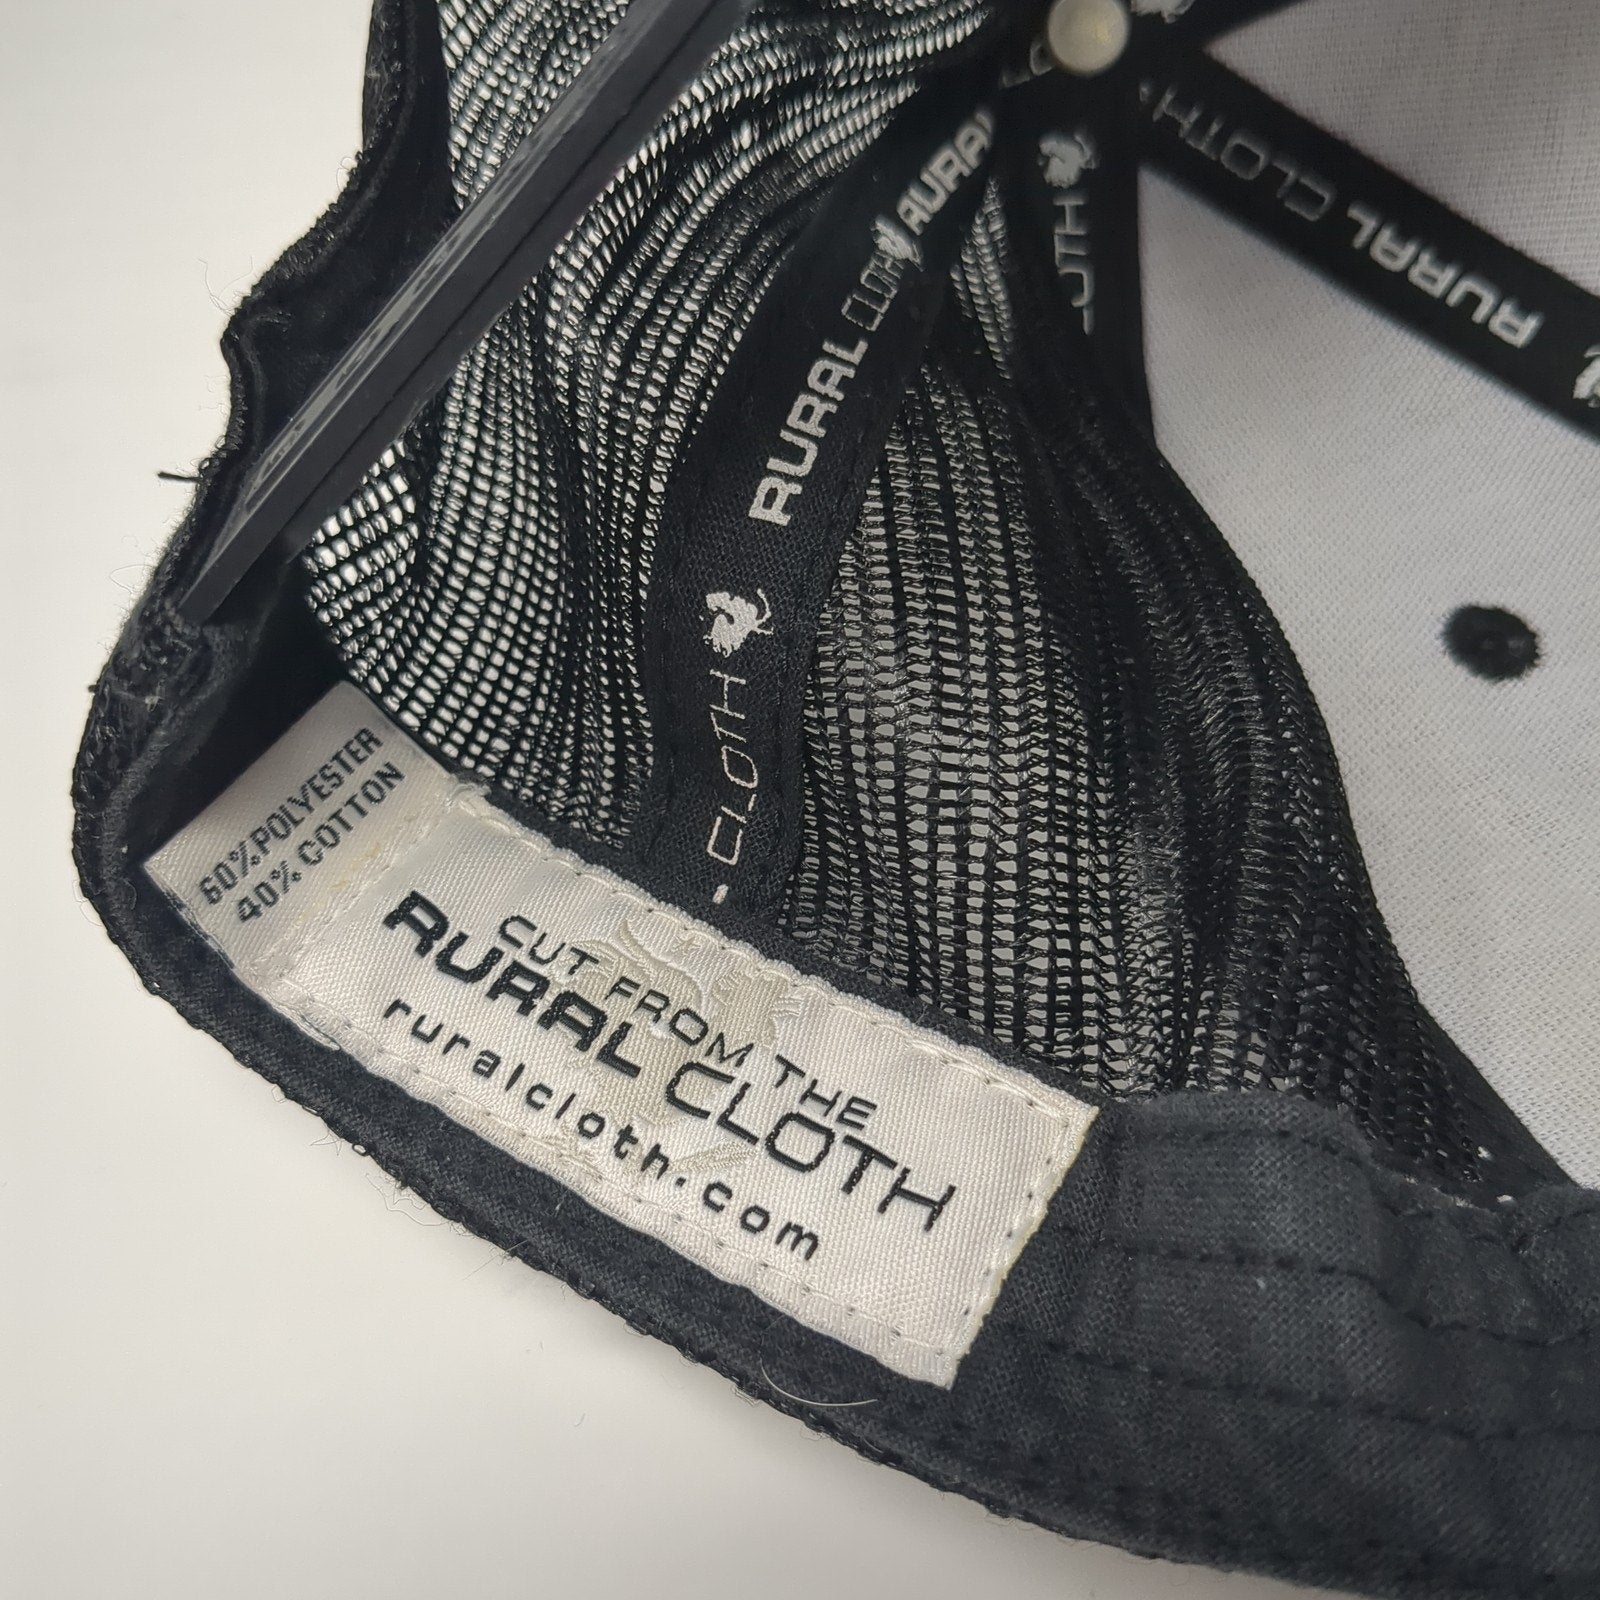 RURAL CLOTH
RURAL CLOTH
RURAL
CLOTH
60% POLYESTER
40% COTTON
CUT FROM THE
RURAL CLOTH
ruralcloth.com